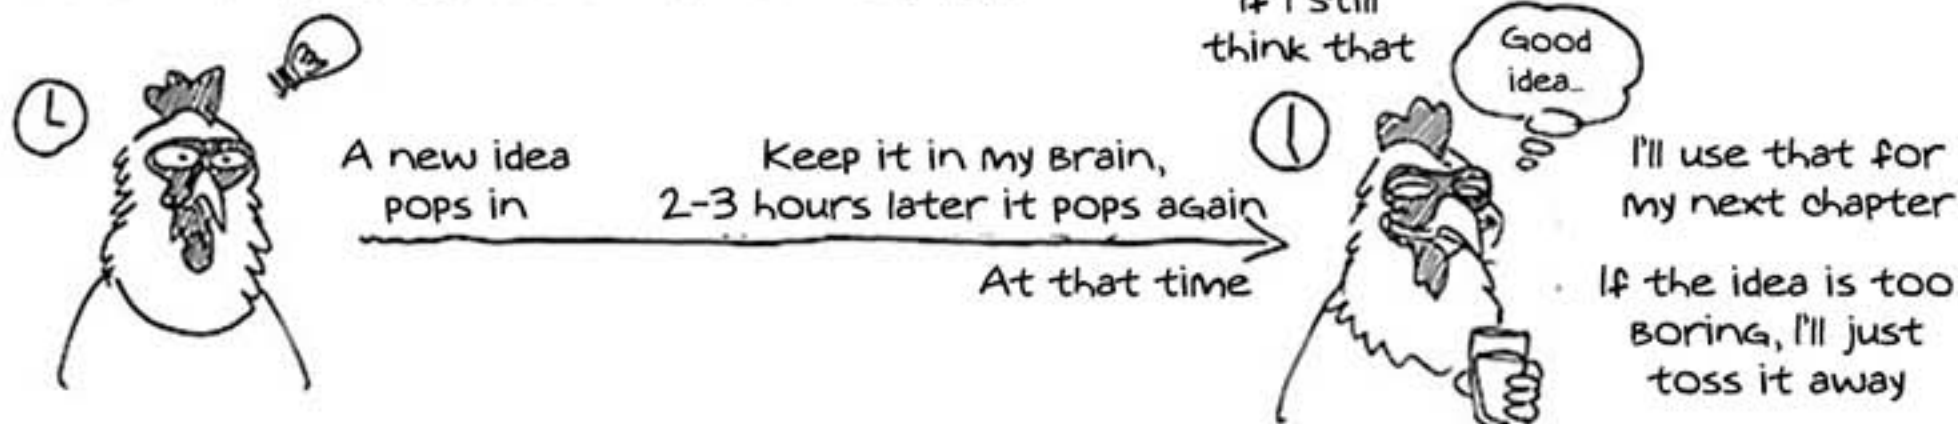 If I still
think that
Good
idea..
A new idea
pops in
Keep it in my Brain,
2-3 hours later it pops again
At that time
I'll use that for
my next chapter
If the idea is too
Boring, I'll just
toss it away